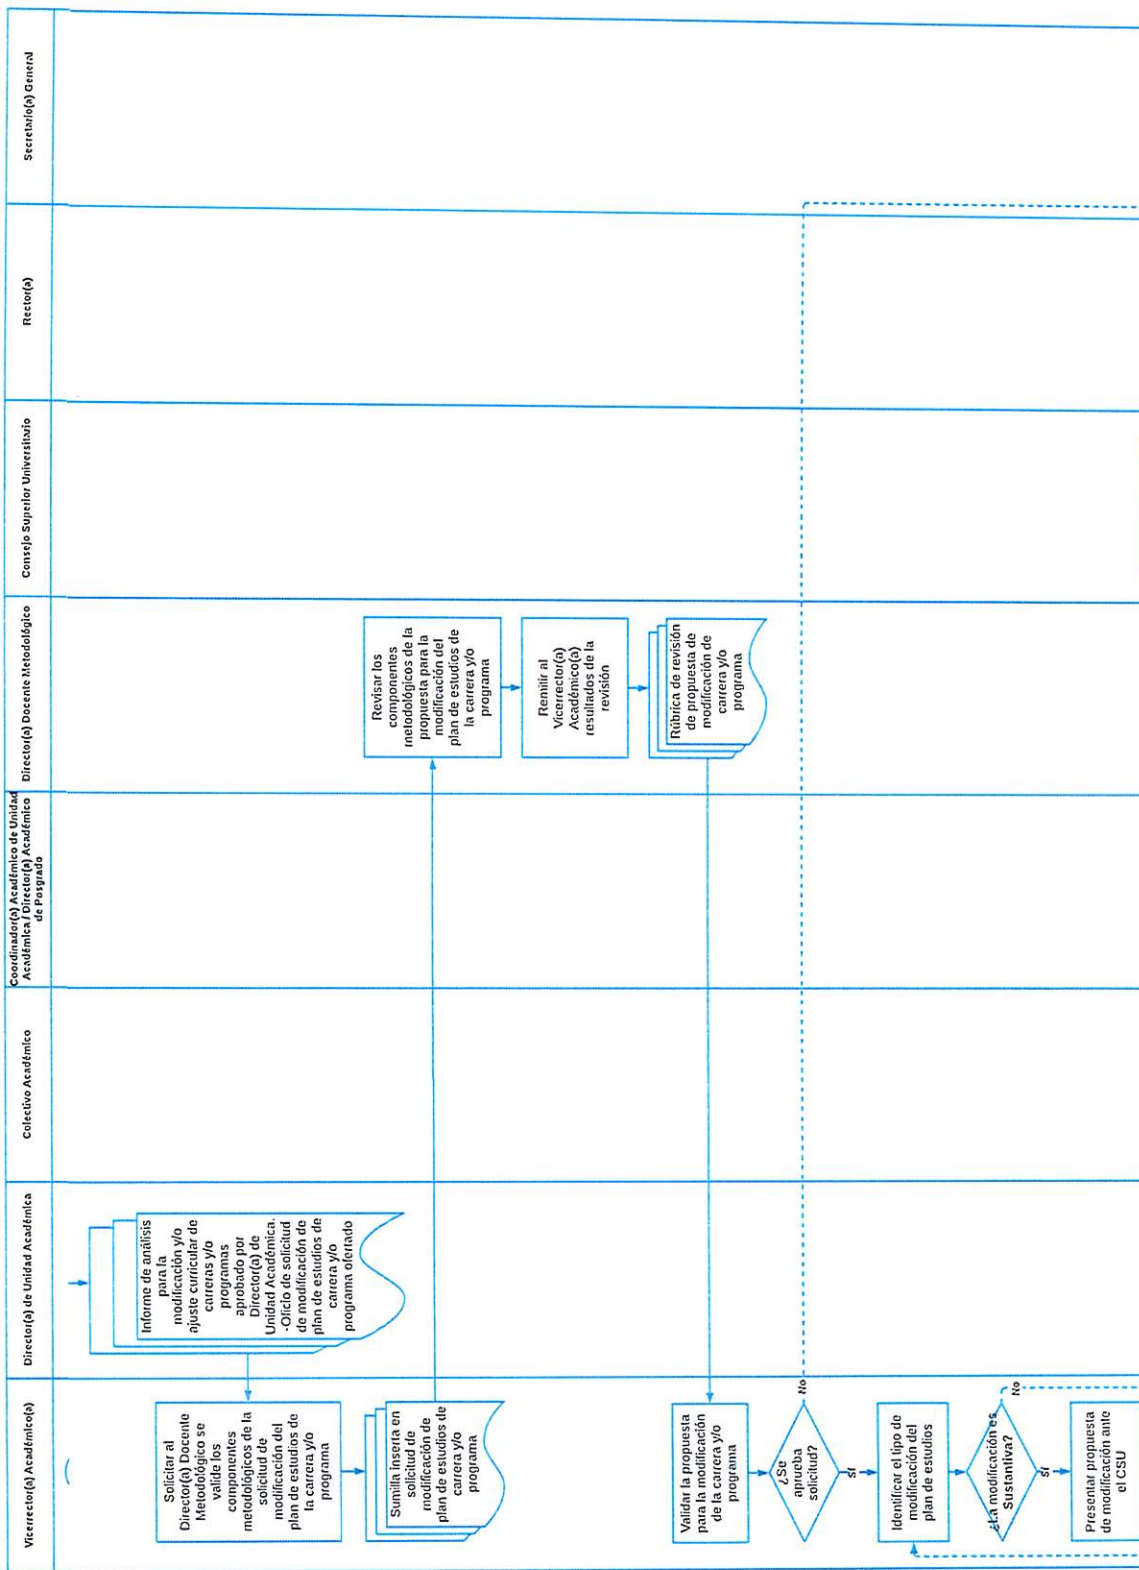 Vicerrector(a) Académico(a)
Director(a) de Unidad Académica
Colectivo Académico
Coordinador(a) Académico de Unidad
Académica / Director(a) Académico
de Posgrado
Director(a) Docente Metodológico
Consejo Superior Universitario
Rector(a)
Secretario(a) General
Informe de análisis
para la
modificación y/o
ajuste curricular de
carreras y/o
programas
aprobado por
Director(a) de
Unidad Académica.
-Oficio de solicitud
de modificación de
plan de estudios de
carrera y/o
programa ofertado
Solicitar al
Director(a) Docente
Metodológico se
valide los
componentes
metodológicos de la
solicitud de
modificación del
plan de estudios de
la carrera y/o
programa
Sumilla inserta en
solicitud de
modificación de
plan de estudios de
carrera y/o
programa
Revisar los
componentes
metodológicos de la
propuesta para la
modificación del
plan de estudios de
la carrera y/o
programa
Remitir al
Vicerrector(a)
Académico(a)
resultados de la
revisión
Rúbrica de revisión
de propuesta de
modificación de
carrera y/o
programa
Validar la propuesta
para la modificación
de la carrera y/o
programa
¿Se
aprueba
solicitud?
No
sí
Identificar el tipo de
modificación del
plan de estudios
¿La modificación es
Sustantiva?
No
sí
Presentar propuesta
de modificación ante
el CSU